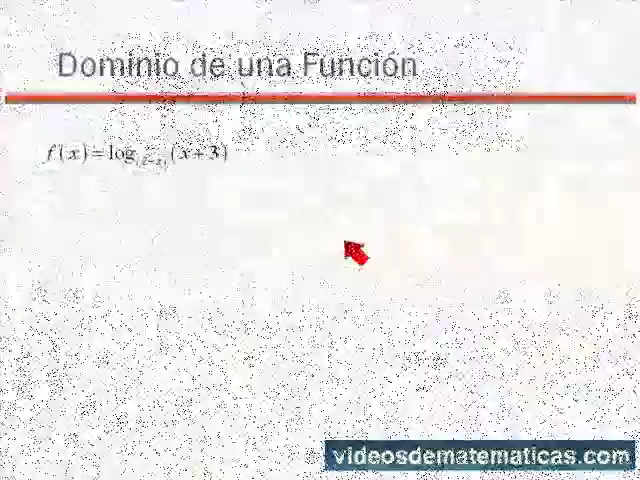 Dominio de una Función
f(x)=log (x+3)
videosdematematicas.com